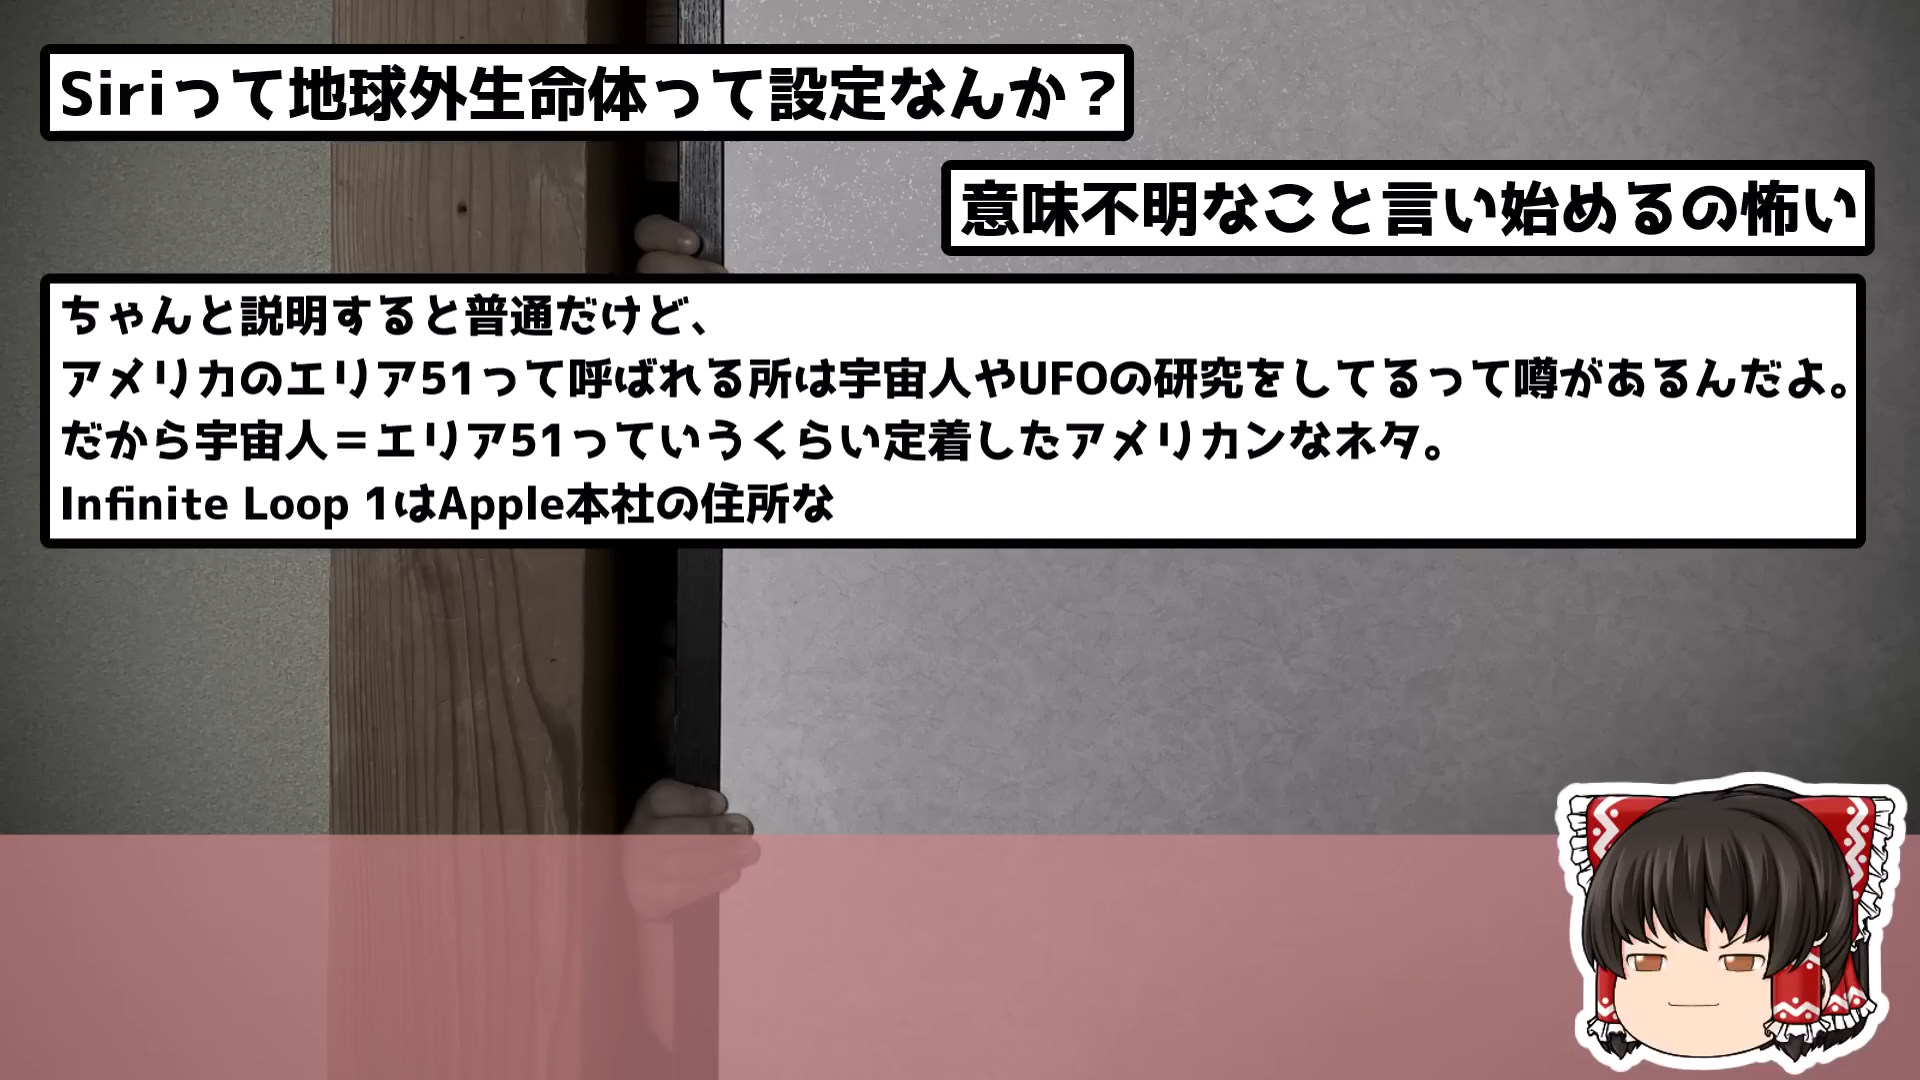 Siriって地球外生命体って設定なんか？
意味不明なこと言い始めるの怖い
ちゃんと説明すると普通だけど、
アメリカのエリア51って呼ばれる所は宇宙人やUFOの研究をしてるって噂があるんだよ。
だから宇宙人＝エリア51っていうくらい定着したアメリカンなネタ。
Infinite Loop 1はApple本社の住所な